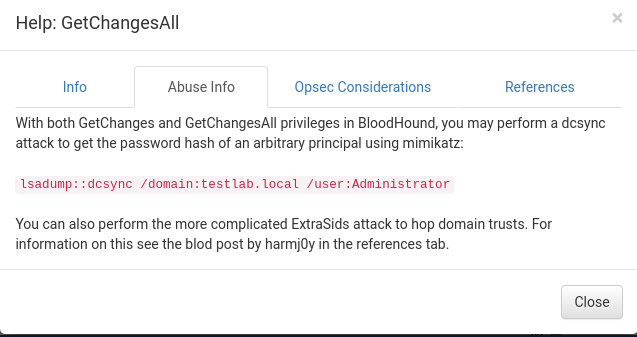 Help: GetChangesAll
×
Info
Abuse Info
Opsec Considerations
References
With both GetChanges and GetChangesAll privileges in BloodHound, you may perform a dcsync
attack to get the password hash of an arbitrary principal using mimikatz:
lsadump::dcsync /domain:testlab.local /user:Administrator
You can also perform the more complicated ExtraSids attack to hop domain trusts. For
information on this see the blod post by harmj0y in the references tab.
Close